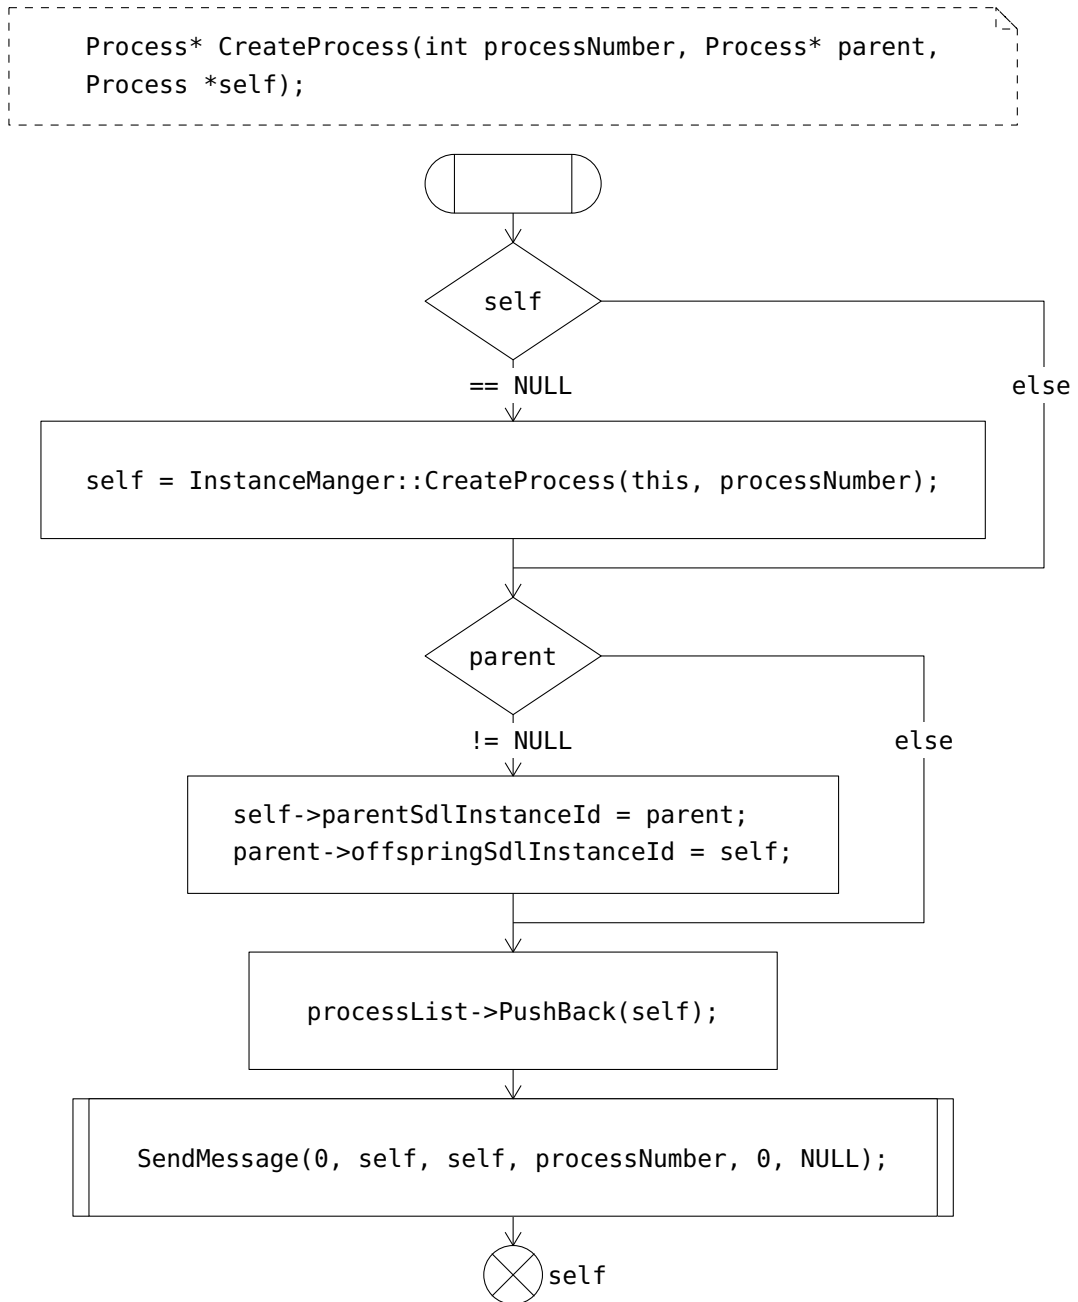 Process* CreateProcess(int processNumber, Process* parent,
Process *self);
self
== NULL
else
self = InstanceManger::CreateProcess(this, processNumber);
parent
!= NULL
else
self->parentSdlInstanceId = parent;
parent->offspringSdlInstanceId = self;
processList->PushBack(self);
SendMessage(0, self, self, processNumber, 0, NULL);
self